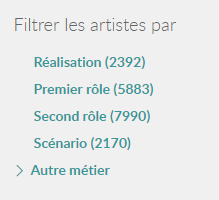 Filtrer les artistes par
Réalisation (2392)
Premier rôle (5883)
Second rôle (7990)
Scénario (2170)
Autre métier